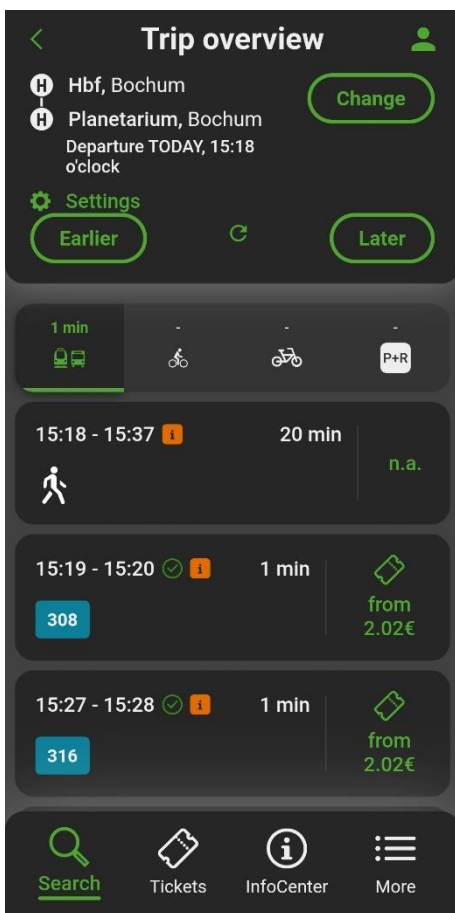 Trip overview
H Hbf, Bochum
Change
H Planetarium, Bochum
Departure TODAY, 15:18
o'clock
Settings
Earlier
Later
1 min - - -
P+R
15:18 - 15:37 i 20 min
n.a.
15:19 - 15:20 i 1 min
from
308
2.02€
15:27 - 15:28 i 1 min
from
316
2.02€
Search Tickets InfoCenter More